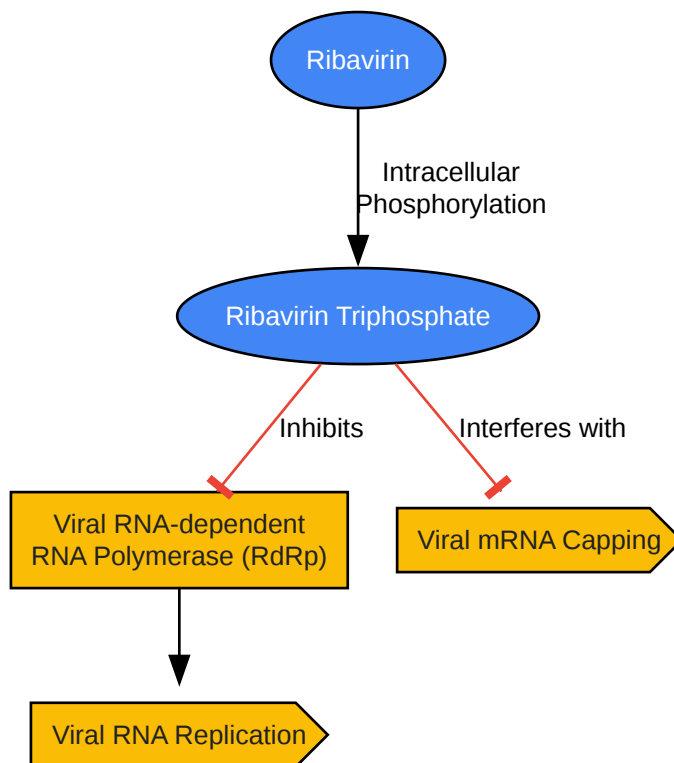 Ribavirin
Intracellular
Phosphorylation
Ribavirin Triphosphate
Inhibits
Interferes with
Viral RNA-dependent
RNA Polymerase (RdRp)
Viral mRNA Capping
Viral RNA Replication